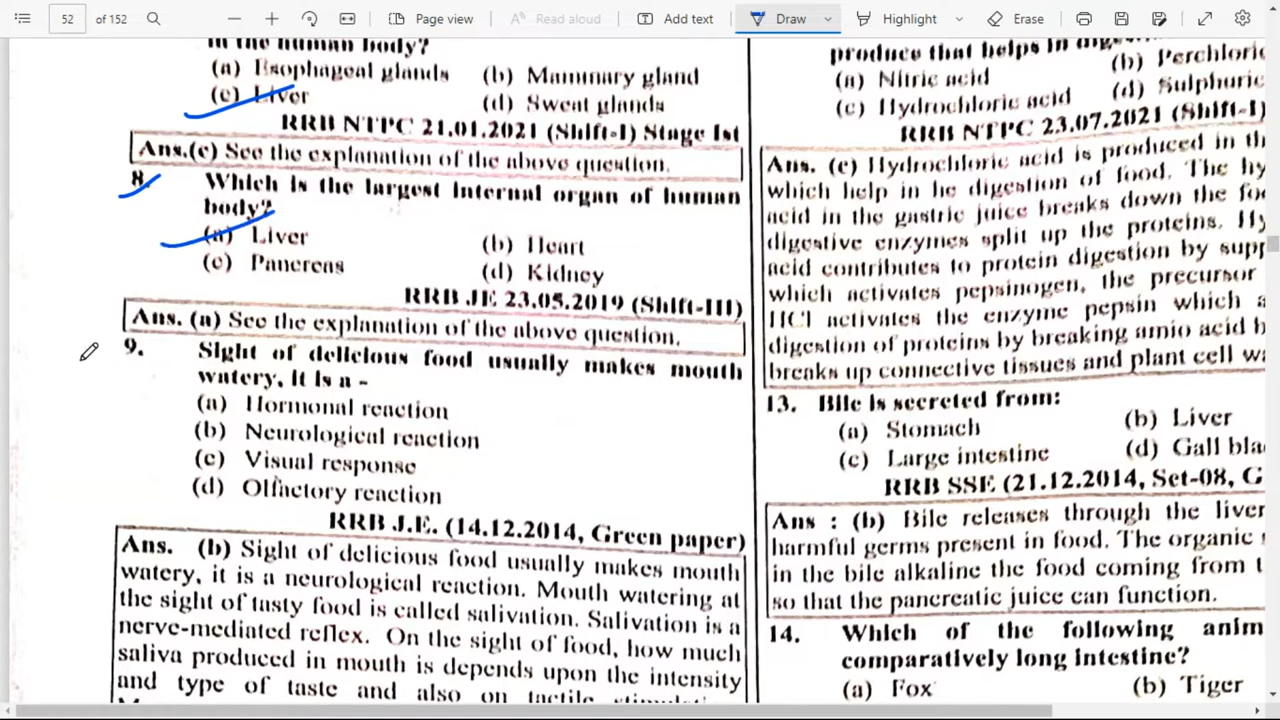 52 of 152
Page view
Read aloud
Add text
Draw
Highlight
Erase
in the human body?
(a) Esophageal glands (b) Mammary gland
(c) Liver (d) Sweat glands
RRB NTPC 21.01.2021 (Shift-I) Stage Ist
Ans.(c) See the explanation of the above question.
8. Which is the largest internal organ of human
body?
(a) Liver (b) Heart
(c) Pancreas (d) Kidney
RRB JE 23.05.2019 (Shift-III)
Ans. (a) See the explanation of the above question.
9. Sight of delicious food usually makes mouth
watery, it is a -
(a) Hormonal reaction
(b) Neurological reaction
(c) Visual response
(d) Olfactory reaction
RRB J.E. (14.12.2014, Green paper)
Ans. (b) Sight of delicious food usually makes mouth
watery, it is a neurological reaction. Mouth watering at
the sight of tasty food is called salivation. Salivation is a
nerve-mediated reflex. On the sight of food, how much
saliva produced in mouth is depends upon the intensity
and type of taste and also on tactile
produce that helps in
(a) Nitric acid (b) Perchloric
(c) Hydrochloric acid (d) Sulphuric
RRB NTPC 23.07.2021 (Shift-I)
Ans. (c) Hydrochloric acid is produced in th
which help in he digestion of food. The hy
acid in the gastric juice breaks down the foo
digestive enzymes split up the proteins. Hy
acid contributes to protein digestion by supp
which activates pepsinogen, the precursor
HCl activates the enzyme pepsin which a
digestion of proteins by breaking amio acid b
breaks up connective tissues and plant cell wa
13. Bile is secreted from:
(a) Stomach (b) Liver
(c) Large intestine (d) Gall bla
RRB SSE (21.12.2014, Set-08, G
Ans : (b) Bile releases through the liver
harmful germs present in food. The organic
in the bile alkaline the food coming from t
so that the pancreatic juice can function.
14. Which of the following anim
comparatively long intestine?
(a) Fox (b) Tiger